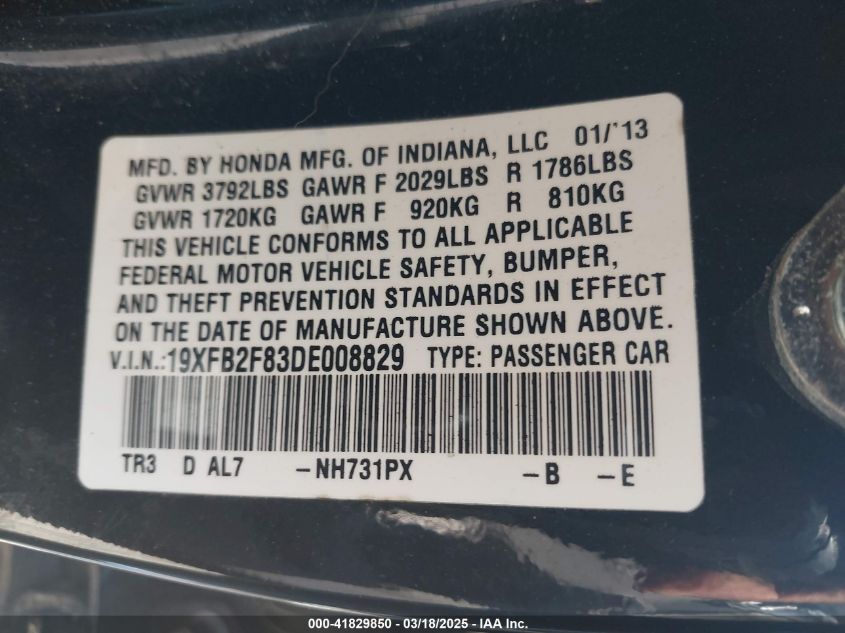 MFD. BY HONDA MFG. OF INDIANA, LLC 01/'13
GVWR 3792LBS GAWR F 2029LBS R 1786LBS
GVWR 1720KG GAWR F 920KG R 810KG
THIS VEHICLE CONFORMS TO ALL APPLICABLE
FEDERAL MOTOR VEHICLE SAFETY, BUMPER,
AND THEFT PREVENTION STANDARDS IN EFFECT
ON THE DATE OF MANUFACTURE SHOWN ABOVE.
V.I.N.:19XFB2F83DE008829 TYPE: PASSENGER CAR
TR3 D AL7 -NH731PX -B -E
000-41829850 - 03/18/2025 - IAA Inc.